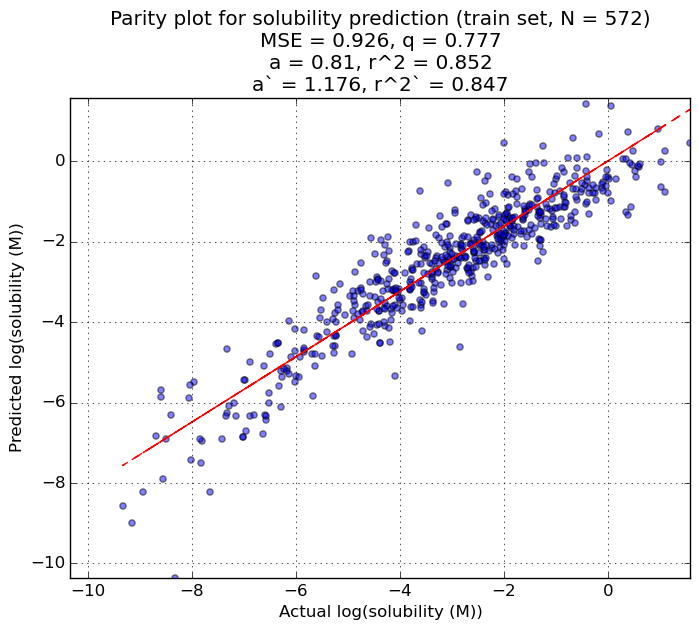 Parity plot for solubility prediction (train set, N = 572)
MSE = 0.926, q = 0.777
a = 0.81, r^2 = 0.852
a` = 1.176, r^2` = 0.847
0
−2
−4
−6
−8
−10
Predicted log(solubility (M))
−10 −8 −6 −4 −2 0
Actual log(solubility (M))